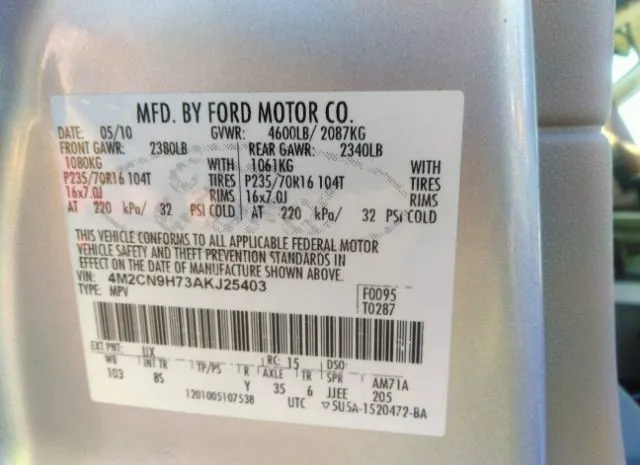 MFD. BY FORD MOTOR CO.
DATE: 05/10 GVWR: 4600LB/ 2087KG
FRONT GAWR: 2380LB REAR GAWR: 2340LB
1080KG WITH 1061KG WITH
P235/70R16 104T TIRES P235/70R16 104T TIRES
16x7.0J RIMS 16x7.0J RIMS
AT 220 kPa/ 32 PSI COLD AT 220 kPa/ 32 PSI COLD
THIS VEHICLE CONFORMS TO ALL APPLICABLE FEDERAL MOTOR
VEHICLE SAFETY AND THEFT PREVENTION STANDARDS IN
EFFECT ON THE DATE OF MANUFACTURE SHOWN ABOVE.
VIN: 4M2CN9H73AKJ25403 F0095
TYPE: MPV T0287
EXT PNT: UX RC: 15 DSO:
WB INT TR TP/PS R AXLE TR SPR AM71A
103 8S Y 35 6 JJEE 205
1201005107538 UTC ▽5U5A-1520472-BA